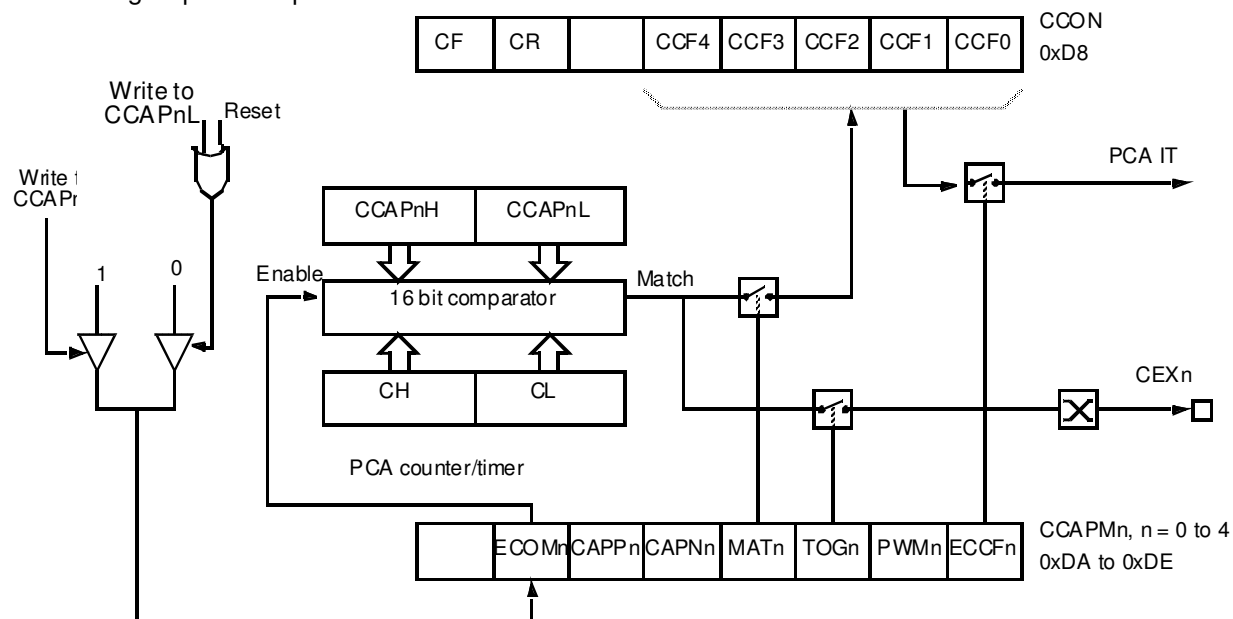 CF CR CCF4 CCF3 CCF2 CCF1 CCF0
CCON
0xD8
Write to
CCAPnL
Reset
Write
PCA IT
CCAPnH CCAPnL
1
0
Enable
16 bit comparator
Match
CH CL
CEXn
PCA counter/timer
ECOMn CAPPn CAPNn MATn TOGn PWMn ECCFn
CCAPMn, n = 0 to 4
0xDA to 0xDE